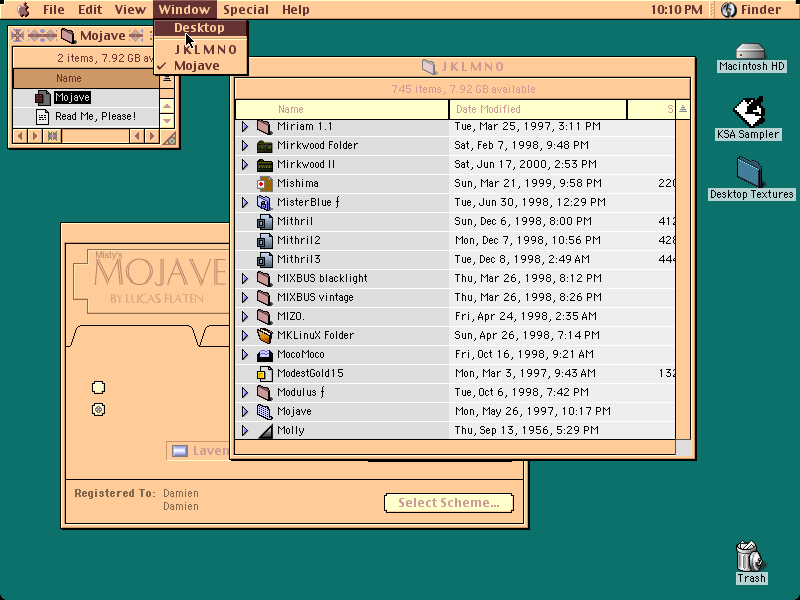 File Edit View Window Special Help 10:10 PM Finder
Desktop
JKLMNO
Mojave
Mojave
2 items, 7.92 GB av
Name
Mojave
Read Me, Please!
JKLMNO
745 items, 7.92 GB available
Name Date Modified S
Miriam 1.1 Tue, Mar 25, 1997, 3:11 PM
Mirkwood Folder Sat, Feb 7, 1998, 9:48 PM
Mirkwood II Sat, Jun 17, 2000, 2:53 PM
Mishima Sun, Mar 21, 1999, 9:58 PM 220
MisterBlue ƒ Tue, Jun 30, 1998, 12:29 PM
Mithril Sun, Dec 6, 1998, 8:00 PM 412
Mithril2 Mon, Dec 7, 1998, 10:56 PM 428
Mithril3 Tue, Dec 8, 1998, 2:49 AM 444
MIXBUS blacklight Thu, Mar 26, 1998, 8:12 PM
MIXBUS vintage Thu, Mar 26, 1998, 8:26 PM
MIZO. Fri, Apr 24, 1998, 2:35 AM
MKLinuX Folder Sun, Apr 26, 1998, 7:14 PM
MocoMoco Fri, Oct 16, 1998, 9:21 AM
ModestGold15 Mon, Mar 3, 1997, 9:43 AM 132
Modulus ƒ Tue, Oct 6, 1998, 7:42 PM
Mojave Mon, May 26, 1997, 10:17 PM
Molly Thu, Sep 13, 1956, 5:29 PM
Misty's
MOJAVE
BY LUCAS FLATEN
Laven
Registered To: Damien
Damien
Select Scheme...
Macintosh HD
KSA Sampler
Desktop Textures
Trash